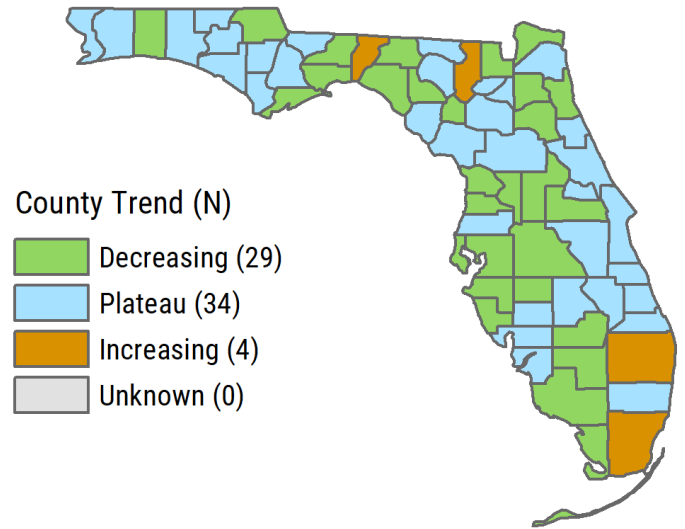 County Trend (N)
Decreasing (29)
Plateau (34)
Increasing (4)
Unknown (0)